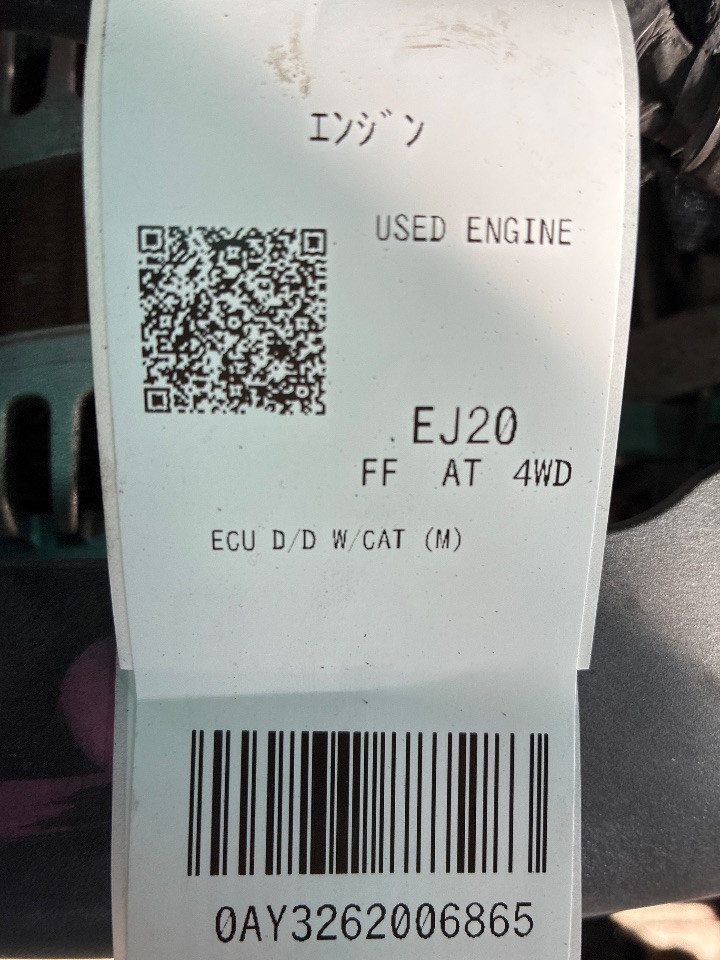 ｴﾝｼﾞﾝ
USED ENGINE
EJ20
FF AT 4WD
ECU D/D W/CAT (M)
0AY3262006865